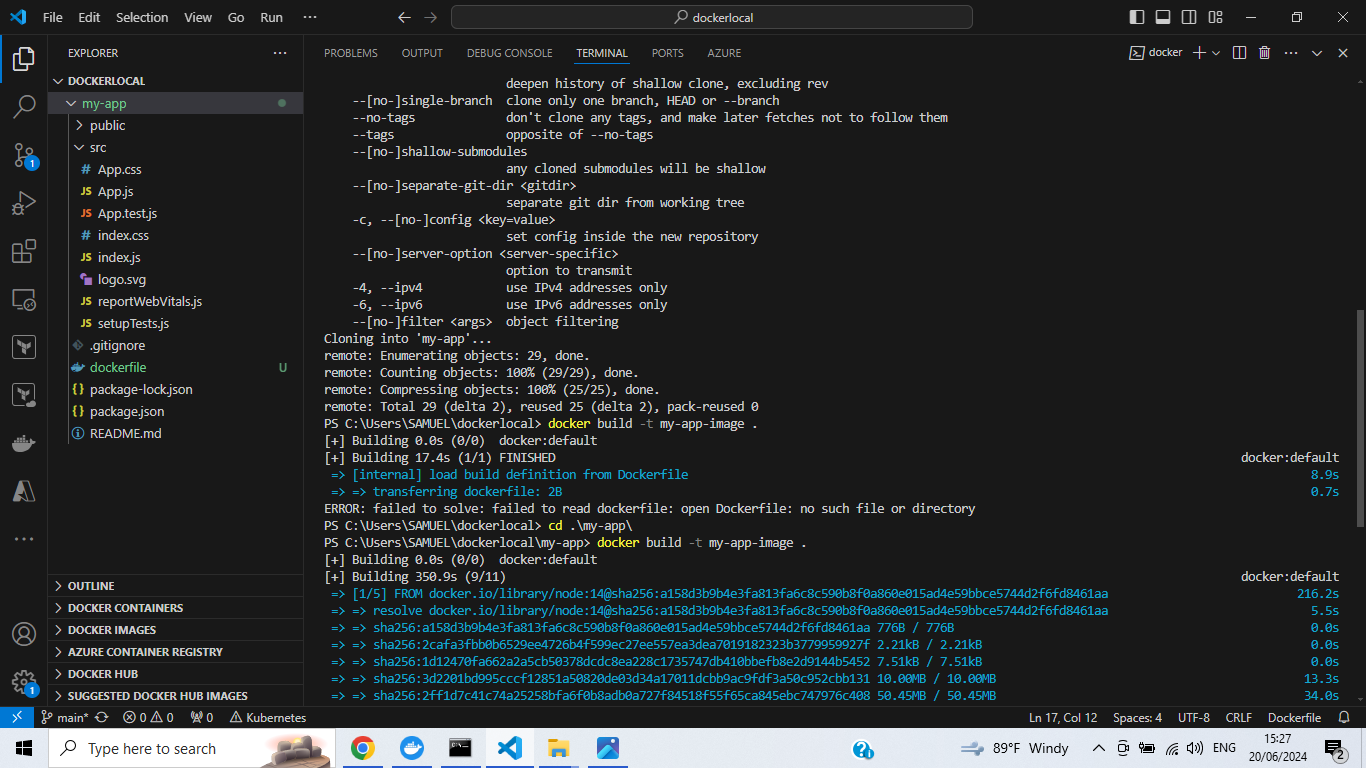 File Edit Selection View Go Run ···
dockerlocal
EXPLORER
DOCKERLOCAL
my-app
public
src
# App.css
JS App.js
JS App.test.js
# index.css
JS index.js
logo.svg
JS reportWebVitals.js
JS setupTests.js
.gitignore
dockerfile U
{} package-lock.json
{} package.json
README.md
OUTLINE
DOCKER CONTAINERS
DOCKER IMAGES
AZURE CONTAINER REGISTRY
DOCKER HUB
SUGGESTED DOCKER HUB IMAGES
1
1
PROBLEMS OUTPUT DEBUG CONSOLE TERMINAL PORTS AZURE
docker
deepen history of shallow clone, excluding rev
--[no-]single-branch clone only one branch, HEAD or --branch
--no-tags don't clone any tags, and make later fetches not to follow them
--tags opposite of --no-tags
--[no-]shallow-submodules
any cloned submodules will be shallow
--[no-]separate-git-dir <gitdir>
separate git dir from working tree
-c, --[no-]config <key=value>
set config inside the new repository
--[no-]server-option <server-specific>
option to transmit
-4, --ipv4 use IPv4 addresses only
-6, --ipv6 use IPv6 addresses only
--[no-]filter <args> object filtering
Cloning into 'my-app'...
remote: Enumerating objects: 29, done.
remote: Counting objects: 100% (29/29), done.
remote: Compressing objects: 100% (25/25), done.
remote: Total 29 (delta 2), reused 25 (delta 2), pack-reused 0
PS C:\Users\SAMUEL\dockerlocal> docker build -t my-app-image .
[+] Building 0.0s (0/0) docker:default
[+] Building 17.4s (1/1) FINISHED docker:default
=> [internal] load build definition from Dockerfile 8.9s
=> => transferring dockerfile: 2B 0.7s
ERROR: failed to solve: failed to read dockerfile: open Dockerfile: no such file or directory
PS C:\Users\SAMUEL\dockerlocal> cd .\my-app\
PS C:\Users\SAMUEL\dockerlocal\my-app> docker build -t my-app-image .
[+] Building 0.0s (0/0) docker:default
[+] Building 350.9s (9/11) docker:default
=> [1/5] FROM docker.io/library/node:14@sha256:a158d3b9b4e3fa813fa6c8c590b8f0a860e015ad4e59bbce5744d2f6fd8461aa 216.2s
=> => resolve docker.io/library/node:14@sha256:a158d3b9b4e3fa813fa6c8c590b8f0a860e015ad4e59bbce5744d2f6fd8461aa 5.5s
=> => sha256:a158d3b9b4e3fa813fa6c8c590b8f0a860e015ad4e59bbce5744d2f6fd8461aa 776B / 776B 0.0s
=> => sha256:2cafa3fbb0b6529ee4726b4f599ec27ee557ea3dea7019182323b3779959927f 2.21kB / 2.21kB 0.0s
=> => sha256:1d12470fa662a2a5cb50378dcdc8ea228c1735747db410bbefb8e2d9144b5452 7.51kB / 7.51kB 0.0s
=> => sha256:3d2201bd995cccf12851a50820de03d34a17011dcbb9ac9fdf3a50c952cbb131 10.00MB / 10.00MB 13.3s
=> => sha256:2ff1d7c41c74a25258bfa6f0b8adb0a727f84518f55f65ca845ebc747976c408 50.45MB / 50.45MB 34.0s
main* 0 0 0 Kubernetes Ln 17, Col 12 Spaces: 4 UTF-8 CRLF Dockerfile
Type here to search 89°F Windy ENG 15:27
20/06/2024 2